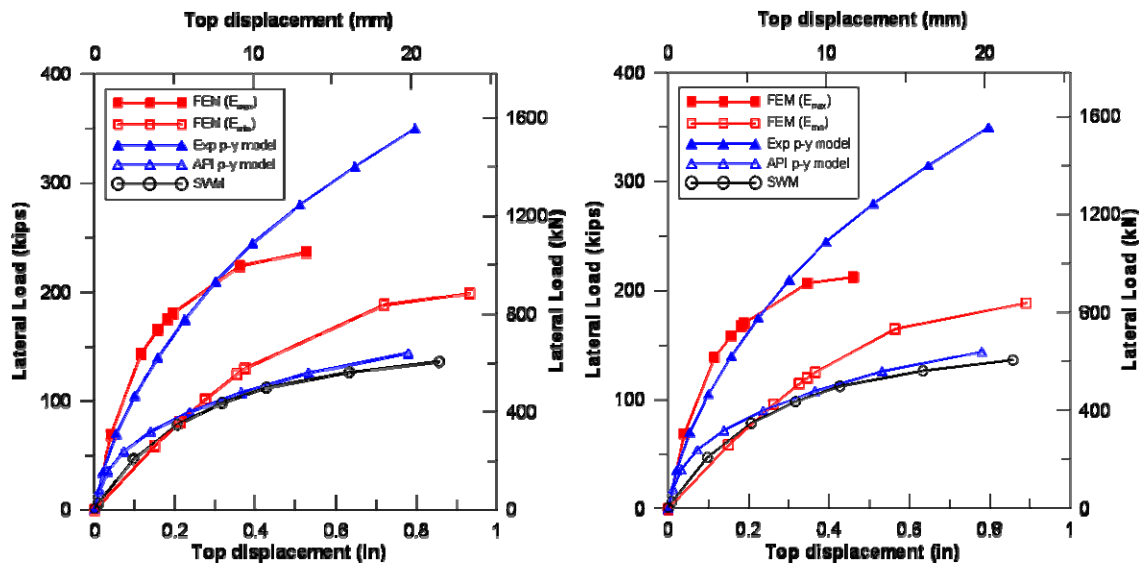 Top displacement (mm)
0 10 20
400
300
200
100
0
Lateral Load (kips)
FEM (Emax)
FEM (Emin)
Exp p-y model
API p-y model
SWM
1600
1200
800
400
0
Lateral Load (kN)
0 0.2 0.4 0.6 0.8 1
Top displacement (in)
Top displacement (mm)
0 10 20
400
300
200
100
0
Lateral Load (kips)
FEM (Emax)
FEM (Emin)
Exp p-y model
API p-y model
SWM
1600
1200
800
400
0
Lateral Load (kN)
0 0.2 0.4 0.6 0.8 1
Top displacement (in)